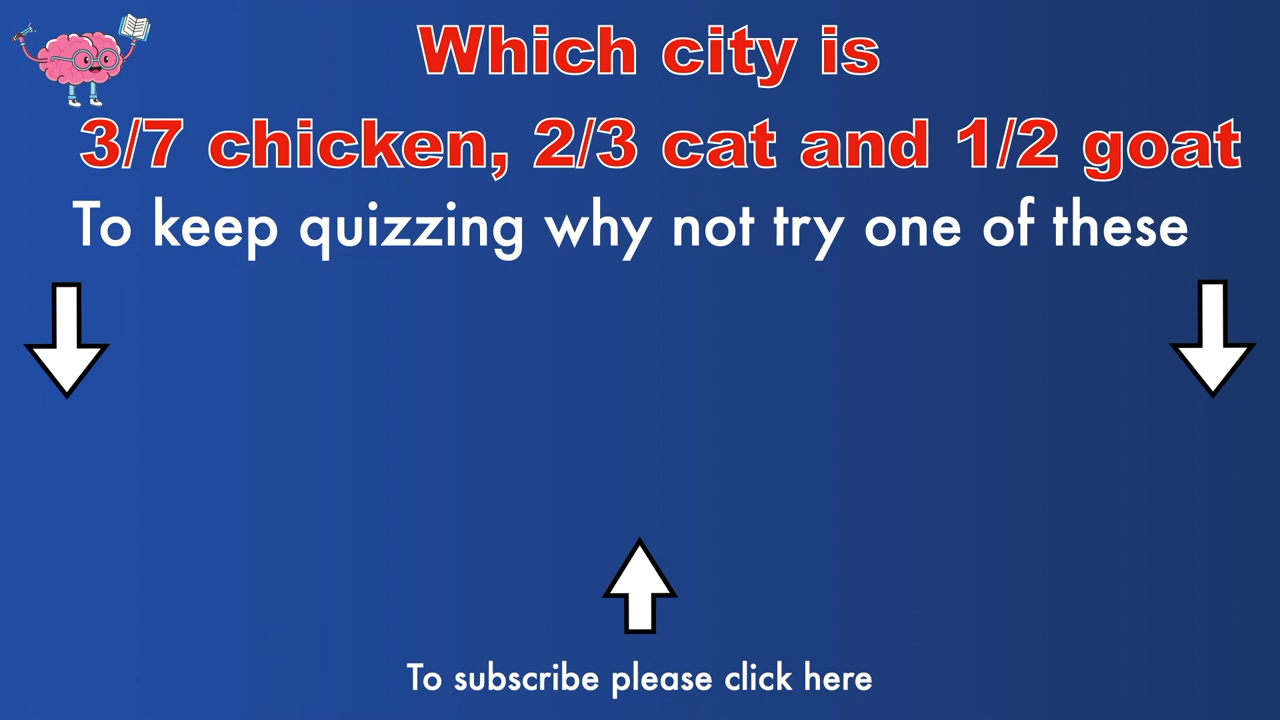 Which city is
3/7 chicken, 2/3 cat and 1/2 goat
To keep quizzing why not try one of these
To subscribe please click here